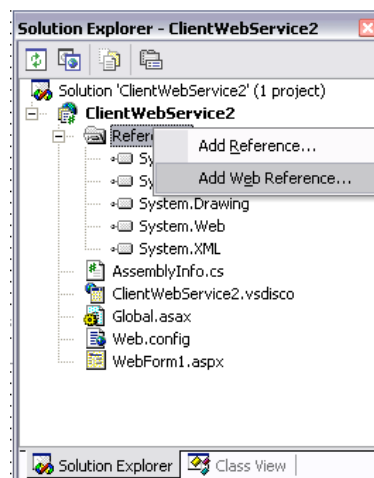 Solution Explorer - ClientWebService2
Solution 'ClientWebService2' (1 project)
ClientWebService2
Add Reference...
Add Web Reference...
System.Drawing
System.Web
System.XML
AssemblyInfo.cs
ClientWebService2.vsdisco
Global.asax
Web.config
WebForm1.aspx
Solution Explorer
Class View